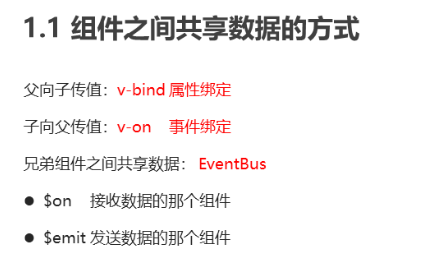 1.1 组件之间共享数据的方式
父向子传值：v-bind 属性绑定
子向父传值：v-on 事件绑定
兄弟组件之间共享数据： EventBus
● $on 接收数据的那个组件
● $emit 发送数据的那个组件